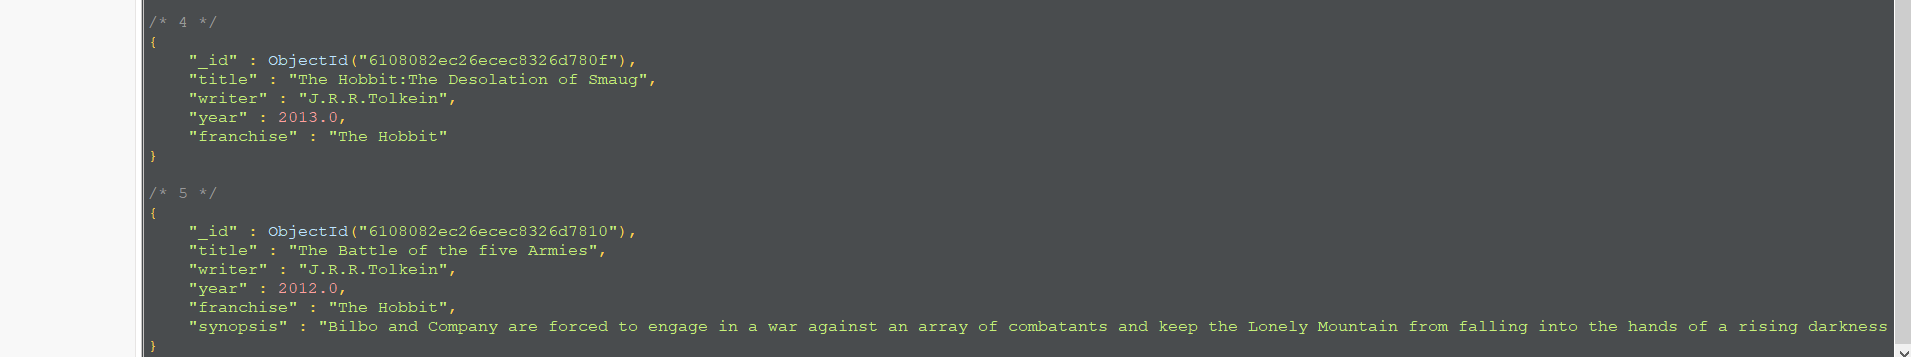 /* 4 */
{
    "_id" : ObjectId("6108082ec26ecec8326d780f"),
    "title" : "The Hobbit:The Desolation of Smaug",
    "writer" : "J.R.R.Tolkein",
    "year" : 2013.0,
    "franchise" : "The Hobbit"
}
/* 5 */
{
    "_id" : ObjectId("6108082ec26ecec8326d7810"),
    "title" : "The Battle of the five Armies",
    "writer" : "J.R.R.Tolkein",
    "year" : 2012.0,
    "franchise" : "The Hobbit",
    "synopsis" : "Bilbo and Company are forced to engage in a war against an array of combatants and keep the Lonely Mountain from falling into the hands of a rising darkness
}